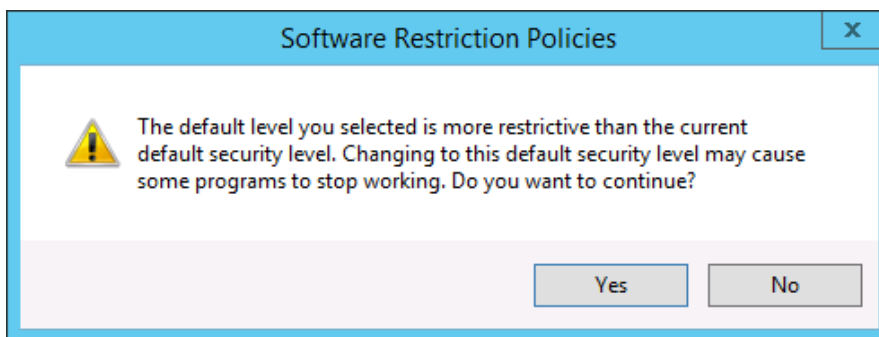 Software Restriction Policies
x
The default level you selected is more restrictive than the current
default security level. Changing to this default security level may cause
some programs to stop working. Do you want to continue?
Yes
No